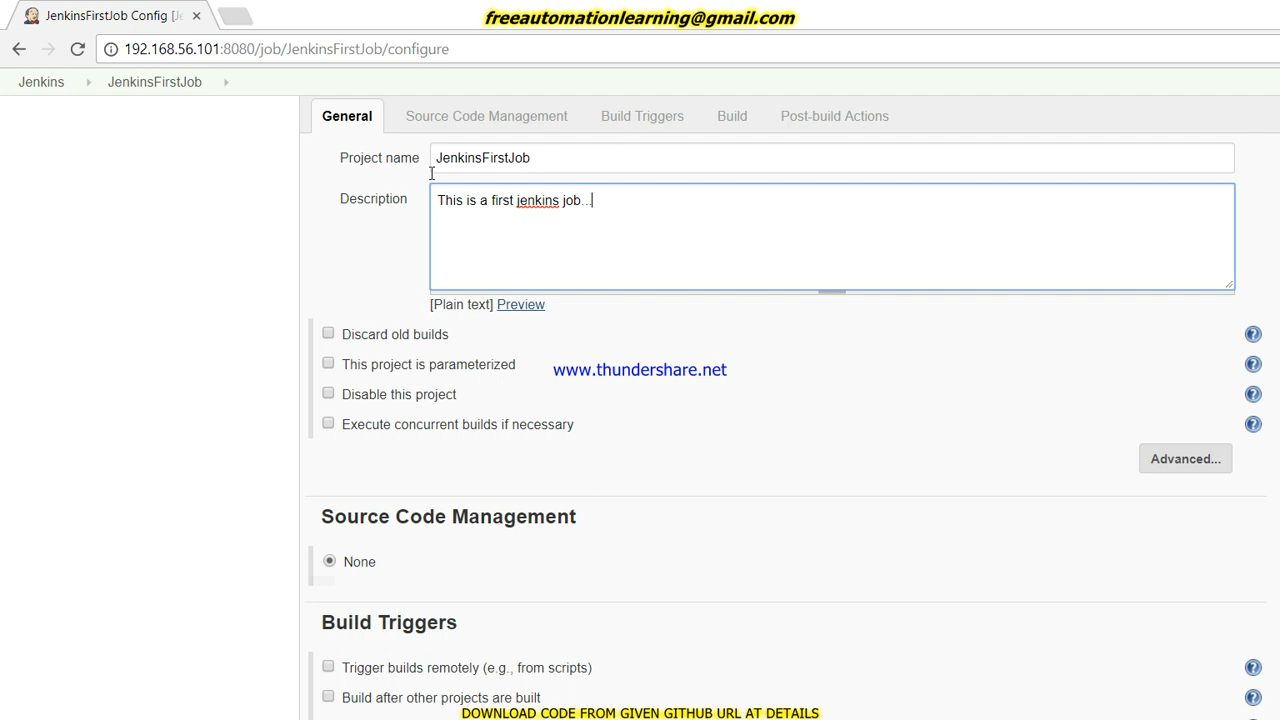 JenkinsFirstJob Config [Je
freeautomationlearning@gmail.com
192.168.56.101:8080/job/JenkinsFirstJob/configure
Jenkins JenkinsFirstJob
General Source Code Management Build Triggers Build Post-build Actions
Project name JenkinsFirstJob
Description This is a first jenkins job..
[Plain text] Preview
Discard old builds
This project is parameterized
www.thundershare.net
Disable this project
Execute concurrent builds if necessary
Advanced...
Source Code Management
None
Build Triggers
Trigger builds remotely (e.g., from scripts)
Build after other projects are built
DOWNLOAD CODE FROM GIVEN GITHUB URL AT DETAILS